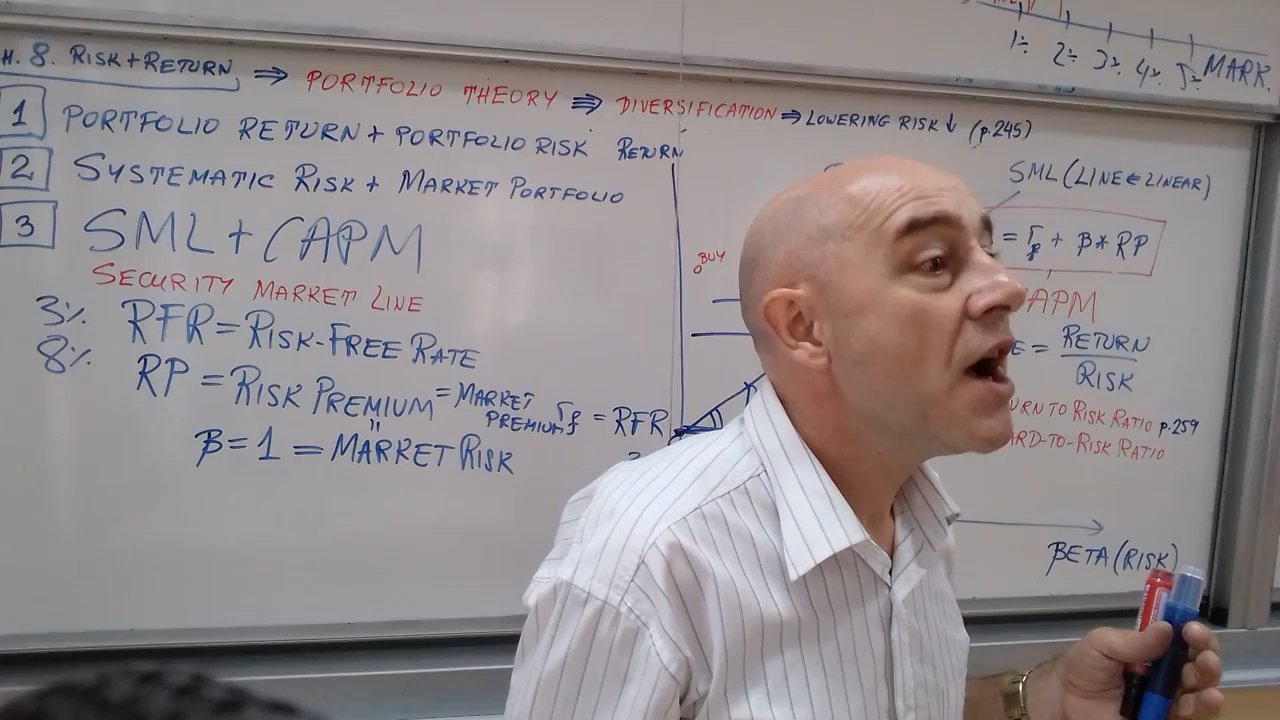 H. 8. RISK+RETURN ⇒ PORTFOLIO THEORY ⇒ DIVERSIFICATION ⇒ LOWERING RISK ↓ (p.245)
1 PORTFOLIO RETURN + PORTFOLIO RISK
2 SYSTEMATIC RISK + MARKET PORTFOLIO
3 SML + CAPM
SECURITY MARKET LINE
3% RFR = RISK-FREE RATE
8% RP = RISK PREMIUM = MARKET PREMIUM
"
β = 1 = MARKET RISK
RETURN
BUY
rf = RFR
1% 2% 3% 4% 5% MARK.
SML (LINE ∈ LINEAR)
= rf + β * RP
APM
E = RETURN
RISK
URN TO RISK RATIO p.259
ARD-TO-RISK RATIO
BETA (RISK)